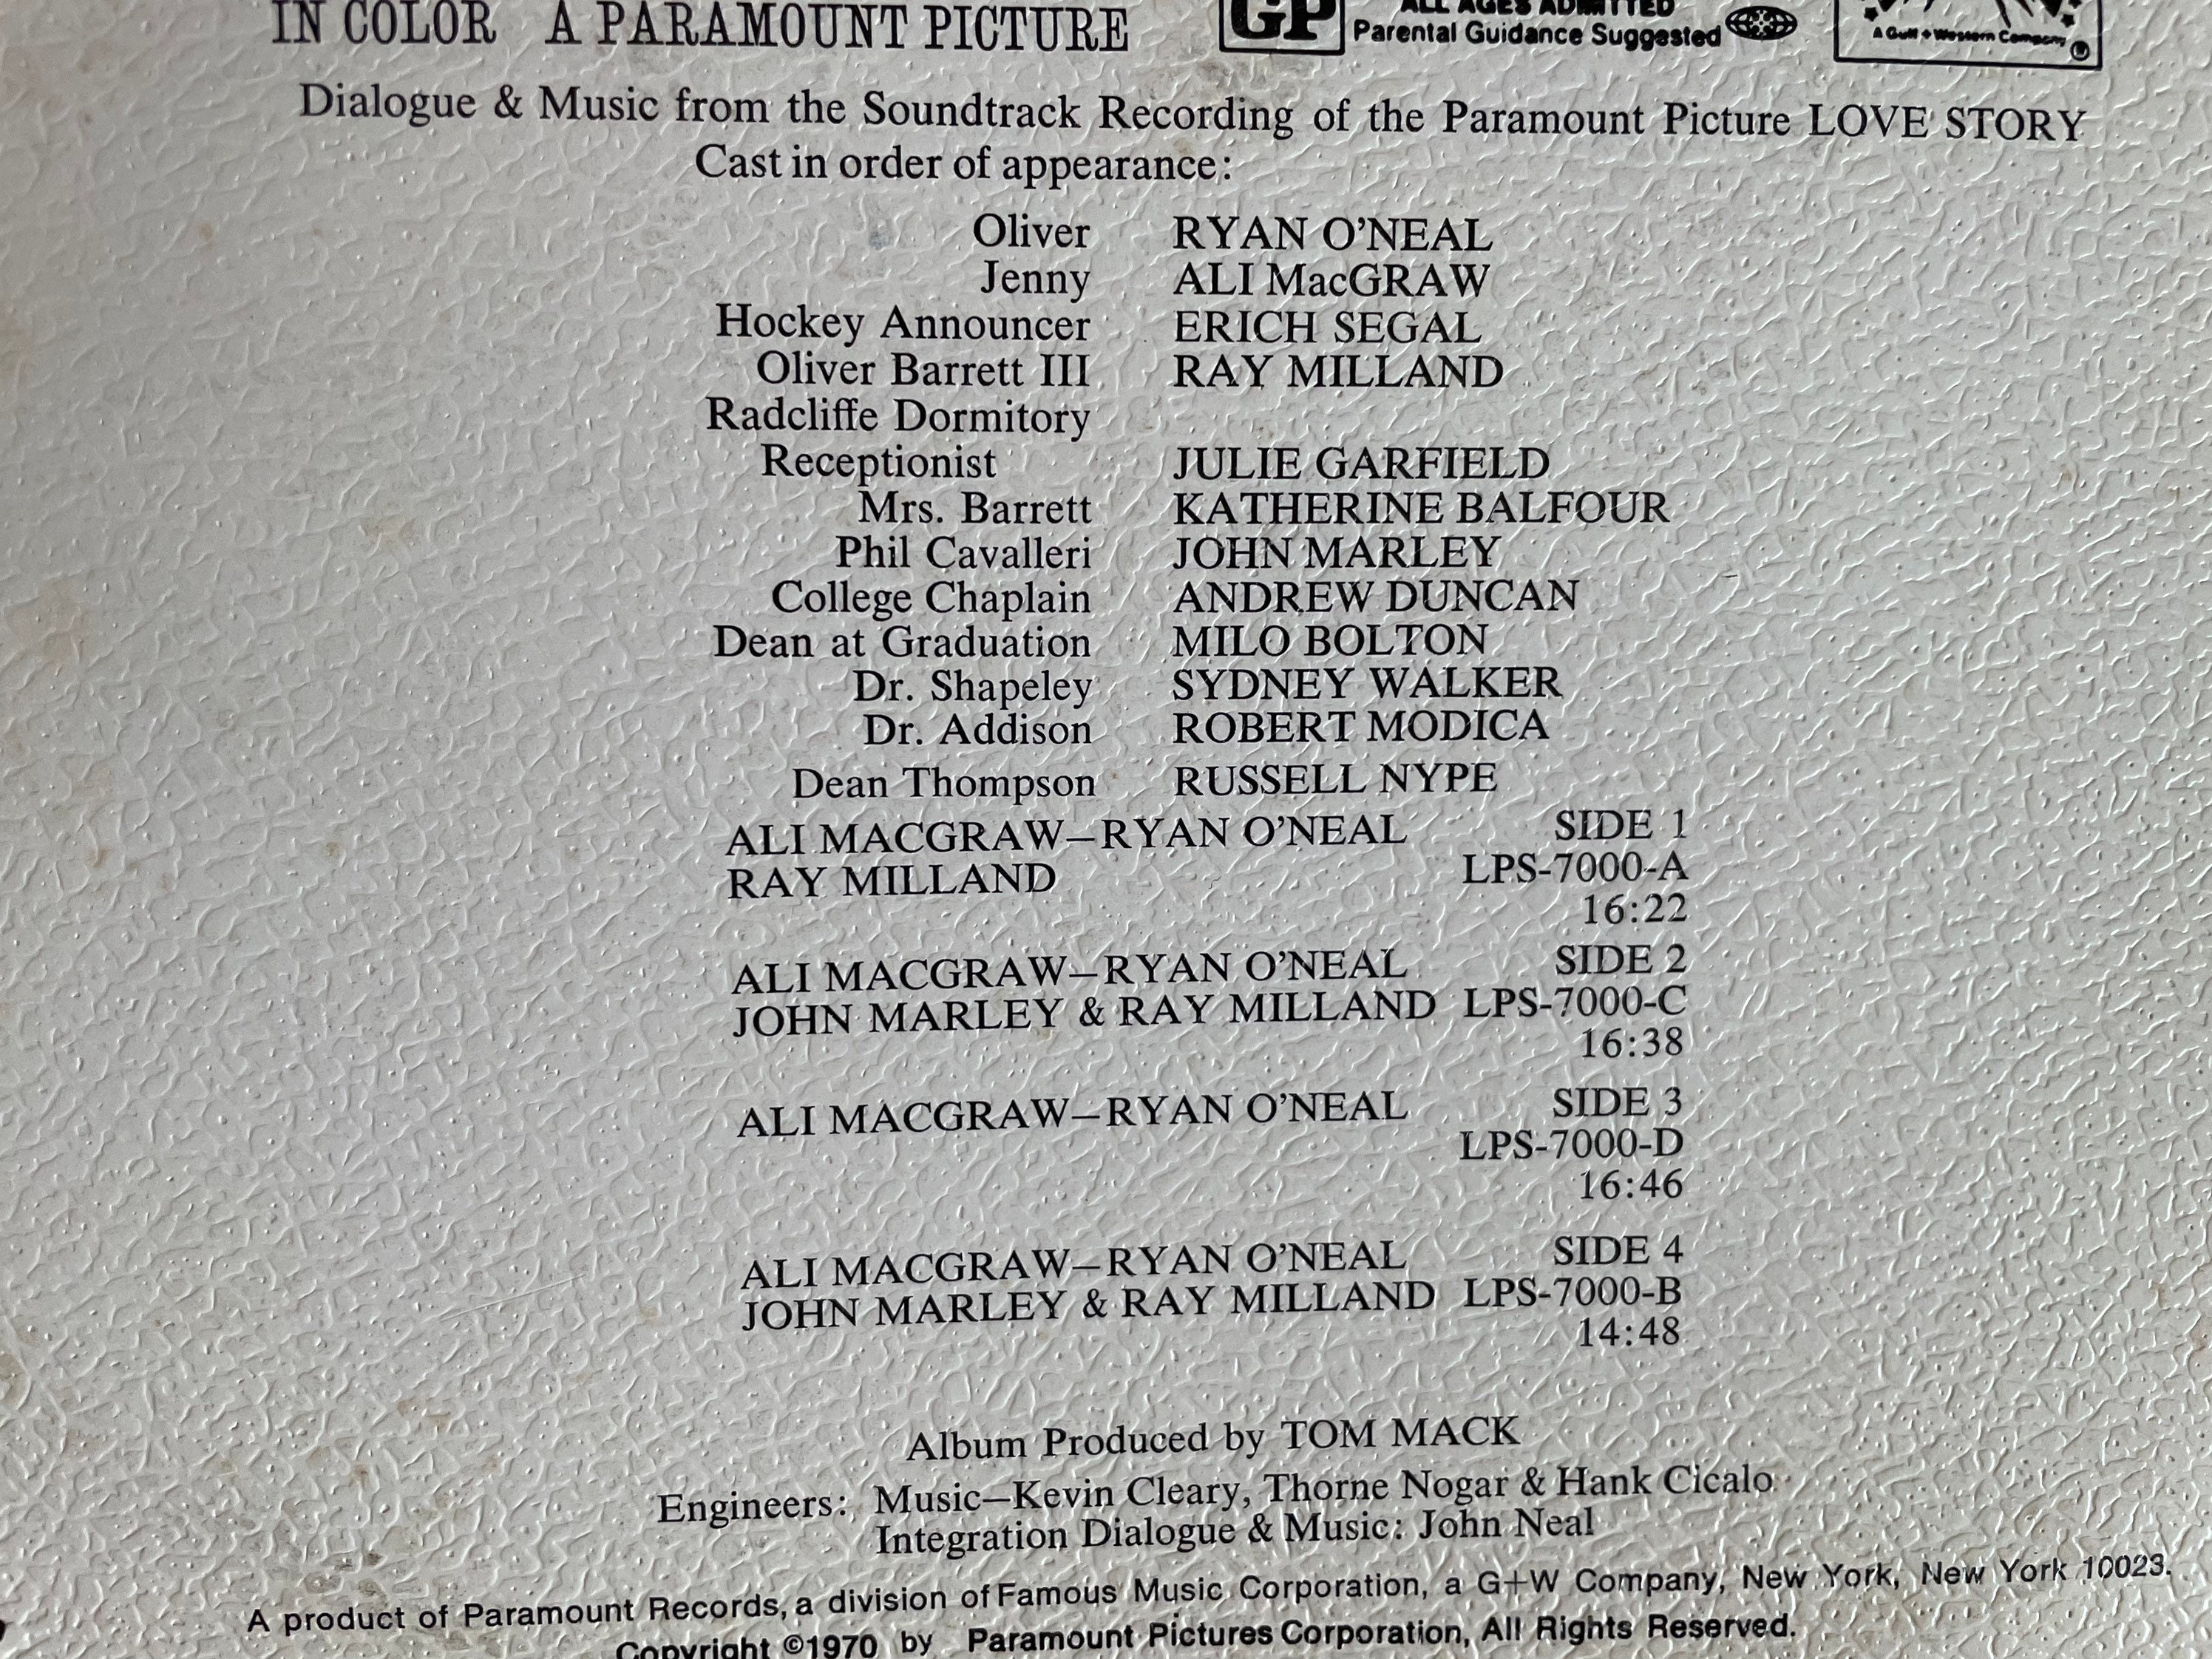 IN COLOR A PARAMOUNT PICTURE
GP
ALL AGES ADMITTED
Parental Guidance Suggested
A Gulf + Western Company
®
Dialogue & Music from the Soundtrack Recording of the Paramount Picture LOVE STORY
Cast in order of appearance:
Oliver RYAN O'NEAL
Jenny ALI MacGRAW
Hockey Announcer ERICH SEGAL
Oliver Barrett III RAY MILLAND
Radcliffe Dormitory
Receptionist JULIE GARFIELD
Mrs. Barrett KATHERINE BALFOUR
Phil Cavalleri JOHN MARLEY
College Chaplain ANDREW DUNCAN
Dean at Graduation MILO BOLTON
Dr. Shapeley SYDNEY WALKER
Dr. Addison ROBERT MODICA
Dean Thompson RUSSELL NYPE
ALI MACGRAW—RYAN O'NEAL SIDE 1
RAY MILLAND LPS-7000-A
16:22
ALI MACGRAW—RYAN O'NEAL SIDE 2
JOHN MARLEY & RAY MILLAND LPS-7000-C
16:38
ALI MACGRAW—RYAN O'NEAL SIDE 3
LPS-7000-D
16:46
ALI MACGRAW—RYAN O'NEAL SIDE 4
JOHN MARLEY & RAY MILLAND LPS-7000-B
14:48
Album Produced by TOM MACK
Engineers: Music—Kevin Cleary, Thorne Nogar & Hank Cicalo
Integration Dialogue & Music: John Neal
A product of Paramount Records, a division of Famous Music Corporation, a G+W Company, New York, New York 10023.
Copyright ©1970 by Paramount Pictures Corporation, All Rights Reserved.